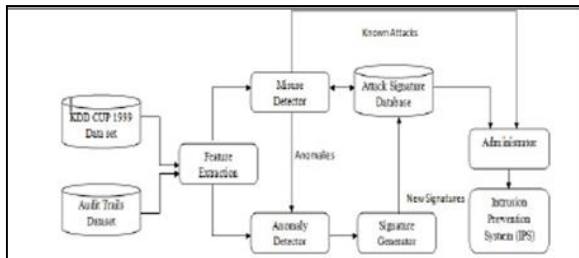 Known Attacks
Misuse
Detector
Attack Signature
Database
KDD CUP 1999
Data set
Administrator
Anomalies
Feature
Extraction
New Signatures
Audit Trails
Dataset
Anomaly
Detector
Signature
Generator
Intrusion
Prevention
System (IPS)